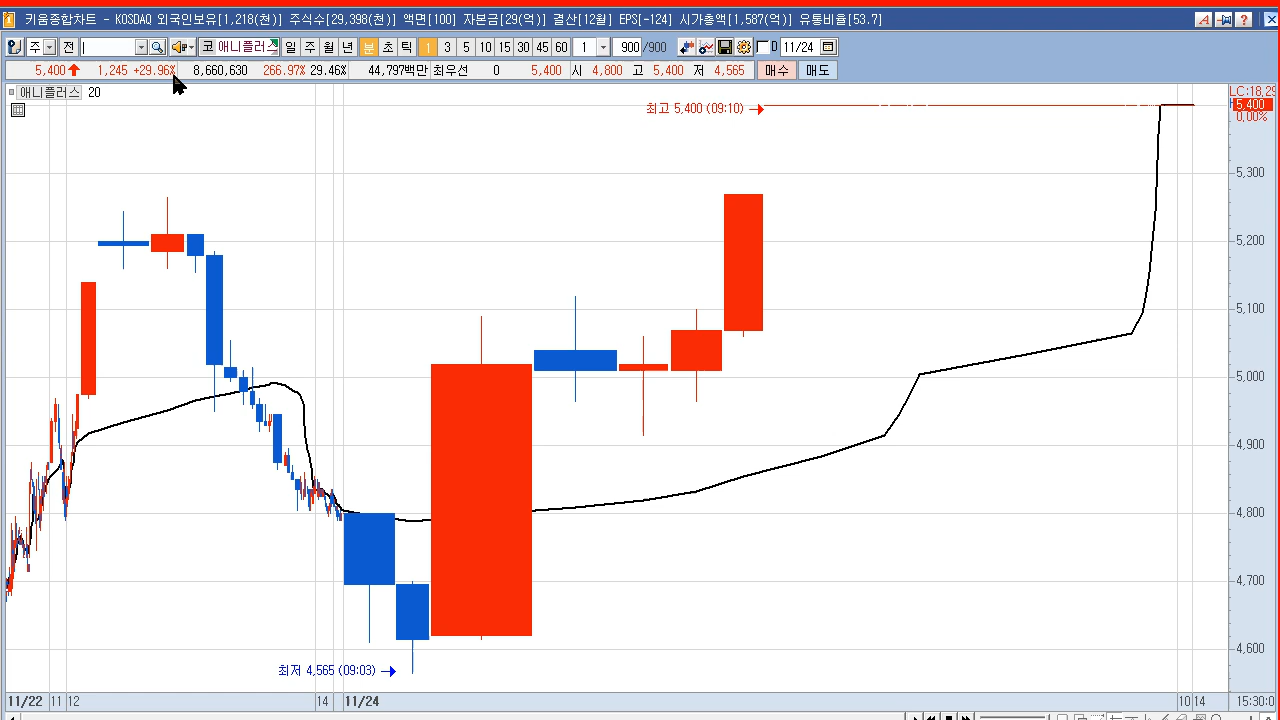 키움종합차트 - KOSDAQ 외국인보유[1,218(천)] 주식수[29,398(천)] 액면[100] 자본금[29(억)] 결산[12월] EPS[-124] 시가총액[1,587(억)] 유통비율[53.7]
주 전 코 애니플러스 일 주 월 년 분 초 틱 1 3 5 10 15 30 45 60 1 900 /900 D 11/24
5,400 1,245 +29.96% 8,660,630 266.97% 29.46% 44,797백만 최우선 0 5,400 시 4,800 고 5,400 저 4,565 매수 매도
애니플러스 20
LC:18,29
최고 5,400 (09:10)
5,400
0.00%
5,300
5,200
5,100
5,000
4,900
4,800
4,700
4,600
최저 4,565 (09:03)
11/22 11 12 14 11/24 10 14 15:30:0